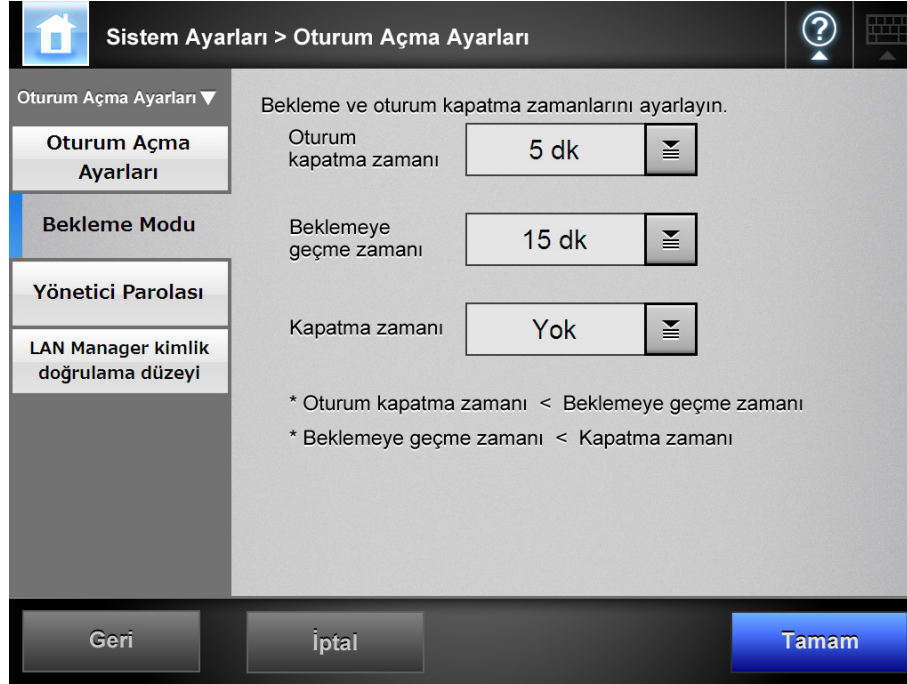 Sistem Ayarları > Oturum Açma Ayarları
Oturum Açma Ayarları ▼
Oturum Açma
Ayarları
Bekleme Modu
Yönetici Parolası
LAN Manager kimlik
doğrulama düzeyi
Bekleme ve oturum kapatma zamanlarını ayarlayın.
Oturum
kapatma zamanı
5 dk
Beklemeye
geçme zamanı
15 dk
Kapatma zamanı
Yok
* Oturum kapatma zamanı < Beklemeye geçme zamanı
* Beklemeye geçme zamanı < Kapatma zamanı
Geri
İptal
Tamam